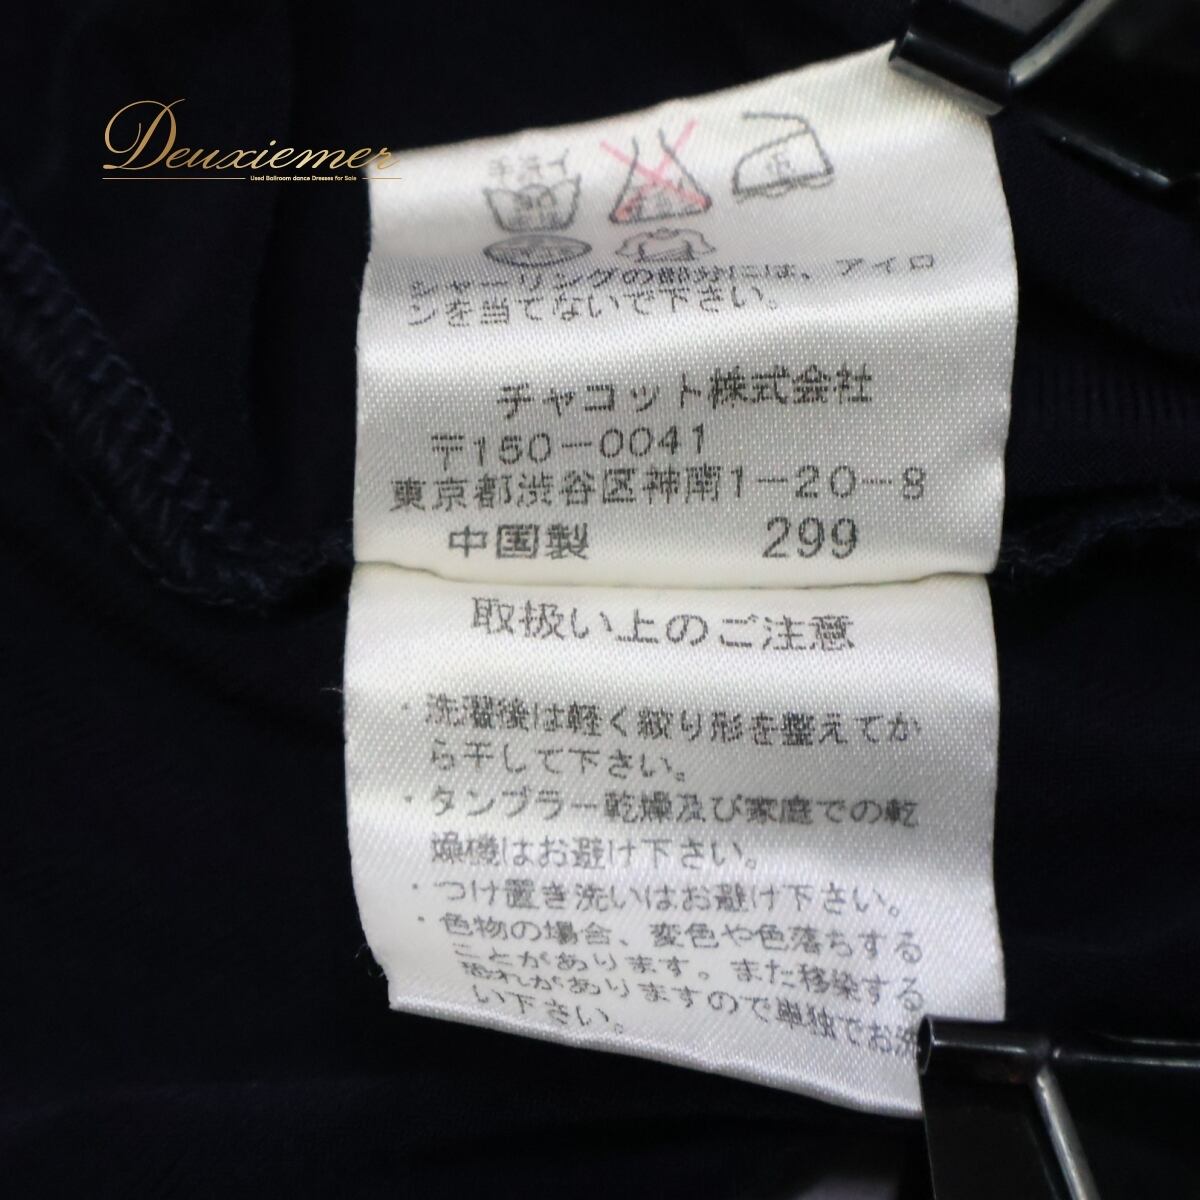 Deuxiemer
Used Ballroom dance Dresses for Sale
手洗イ
シャーリングの部分には、アイロ
ンを当てないで下さい。
チャコット株式会社
〒150-0041
東京都渋谷区神南1-20-8
中国製 299
取扱い上のご注意
・洗濯後は軽く絞り形を整えてか
ら干して下さい。
・タンブラー乾燥及び家庭での乾
燥機はお避け下さい。
・つけ置き洗いはお避け下さい。
・色物の場合、変色や色落ちする
ことがあります。また移染する
恐れがありますので単独でお洗
い下さい。